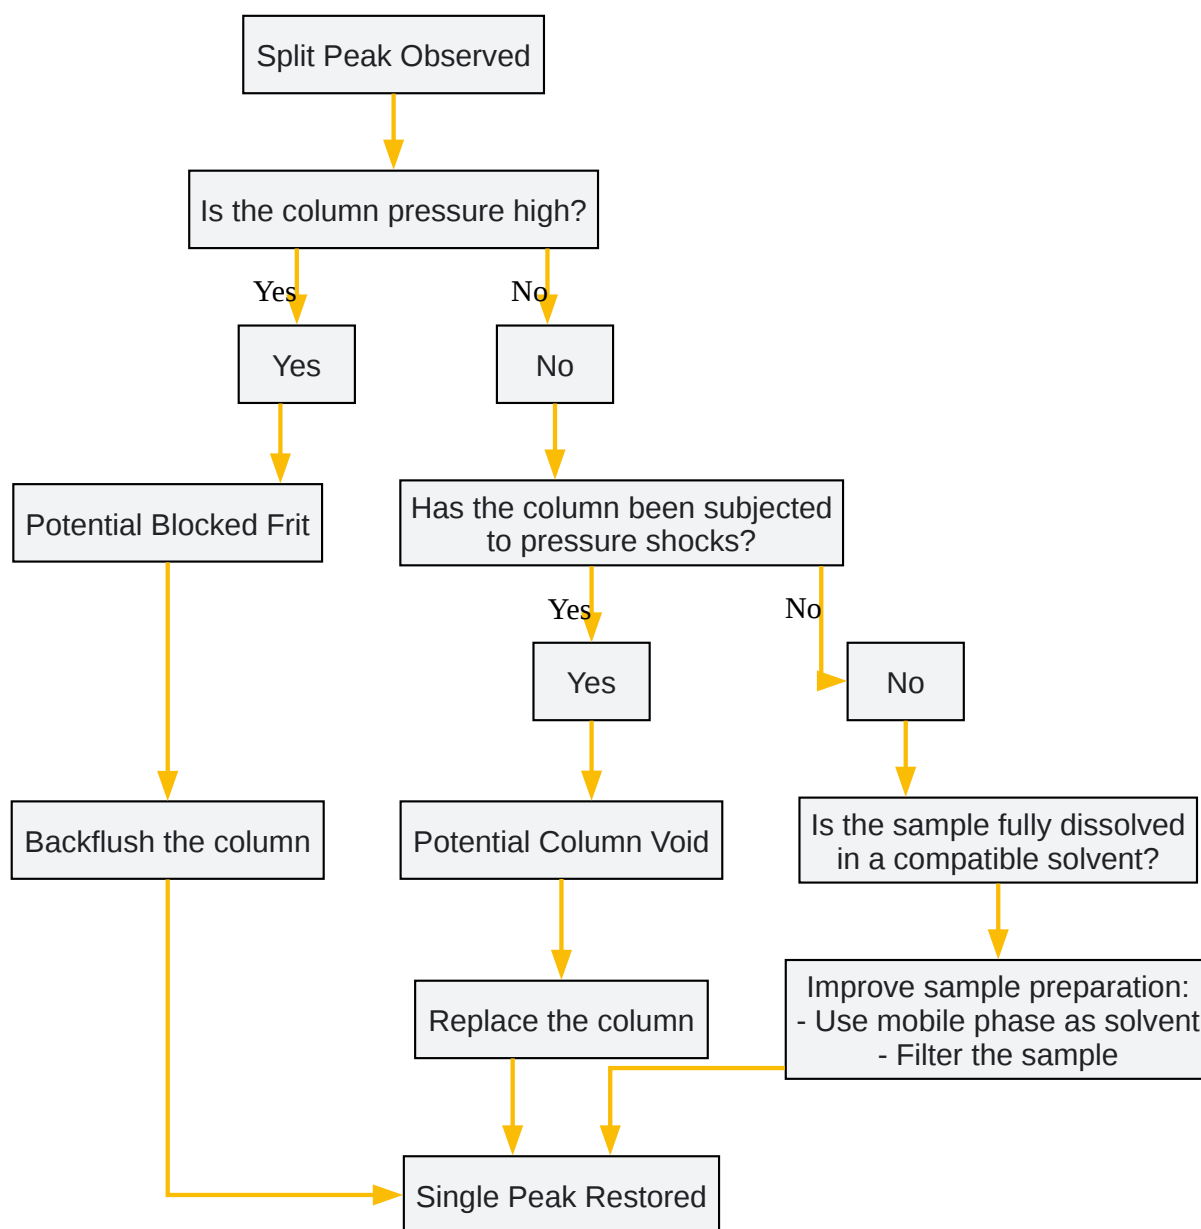 Split Peak Observed
Is the column pressure high?
Yes
No
Yes
No
Potential Blocked Frit
Has the column been subjected
to pressure shocks?
Yes
No
Yes
No
Backflush the column
Potential Column Void
Is the sample fully dissolved
in a compatible solvent?
Replace the column
Improve sample preparation:
- Use mobile phase as solvent
- Filter the sample
Single Peak Restored